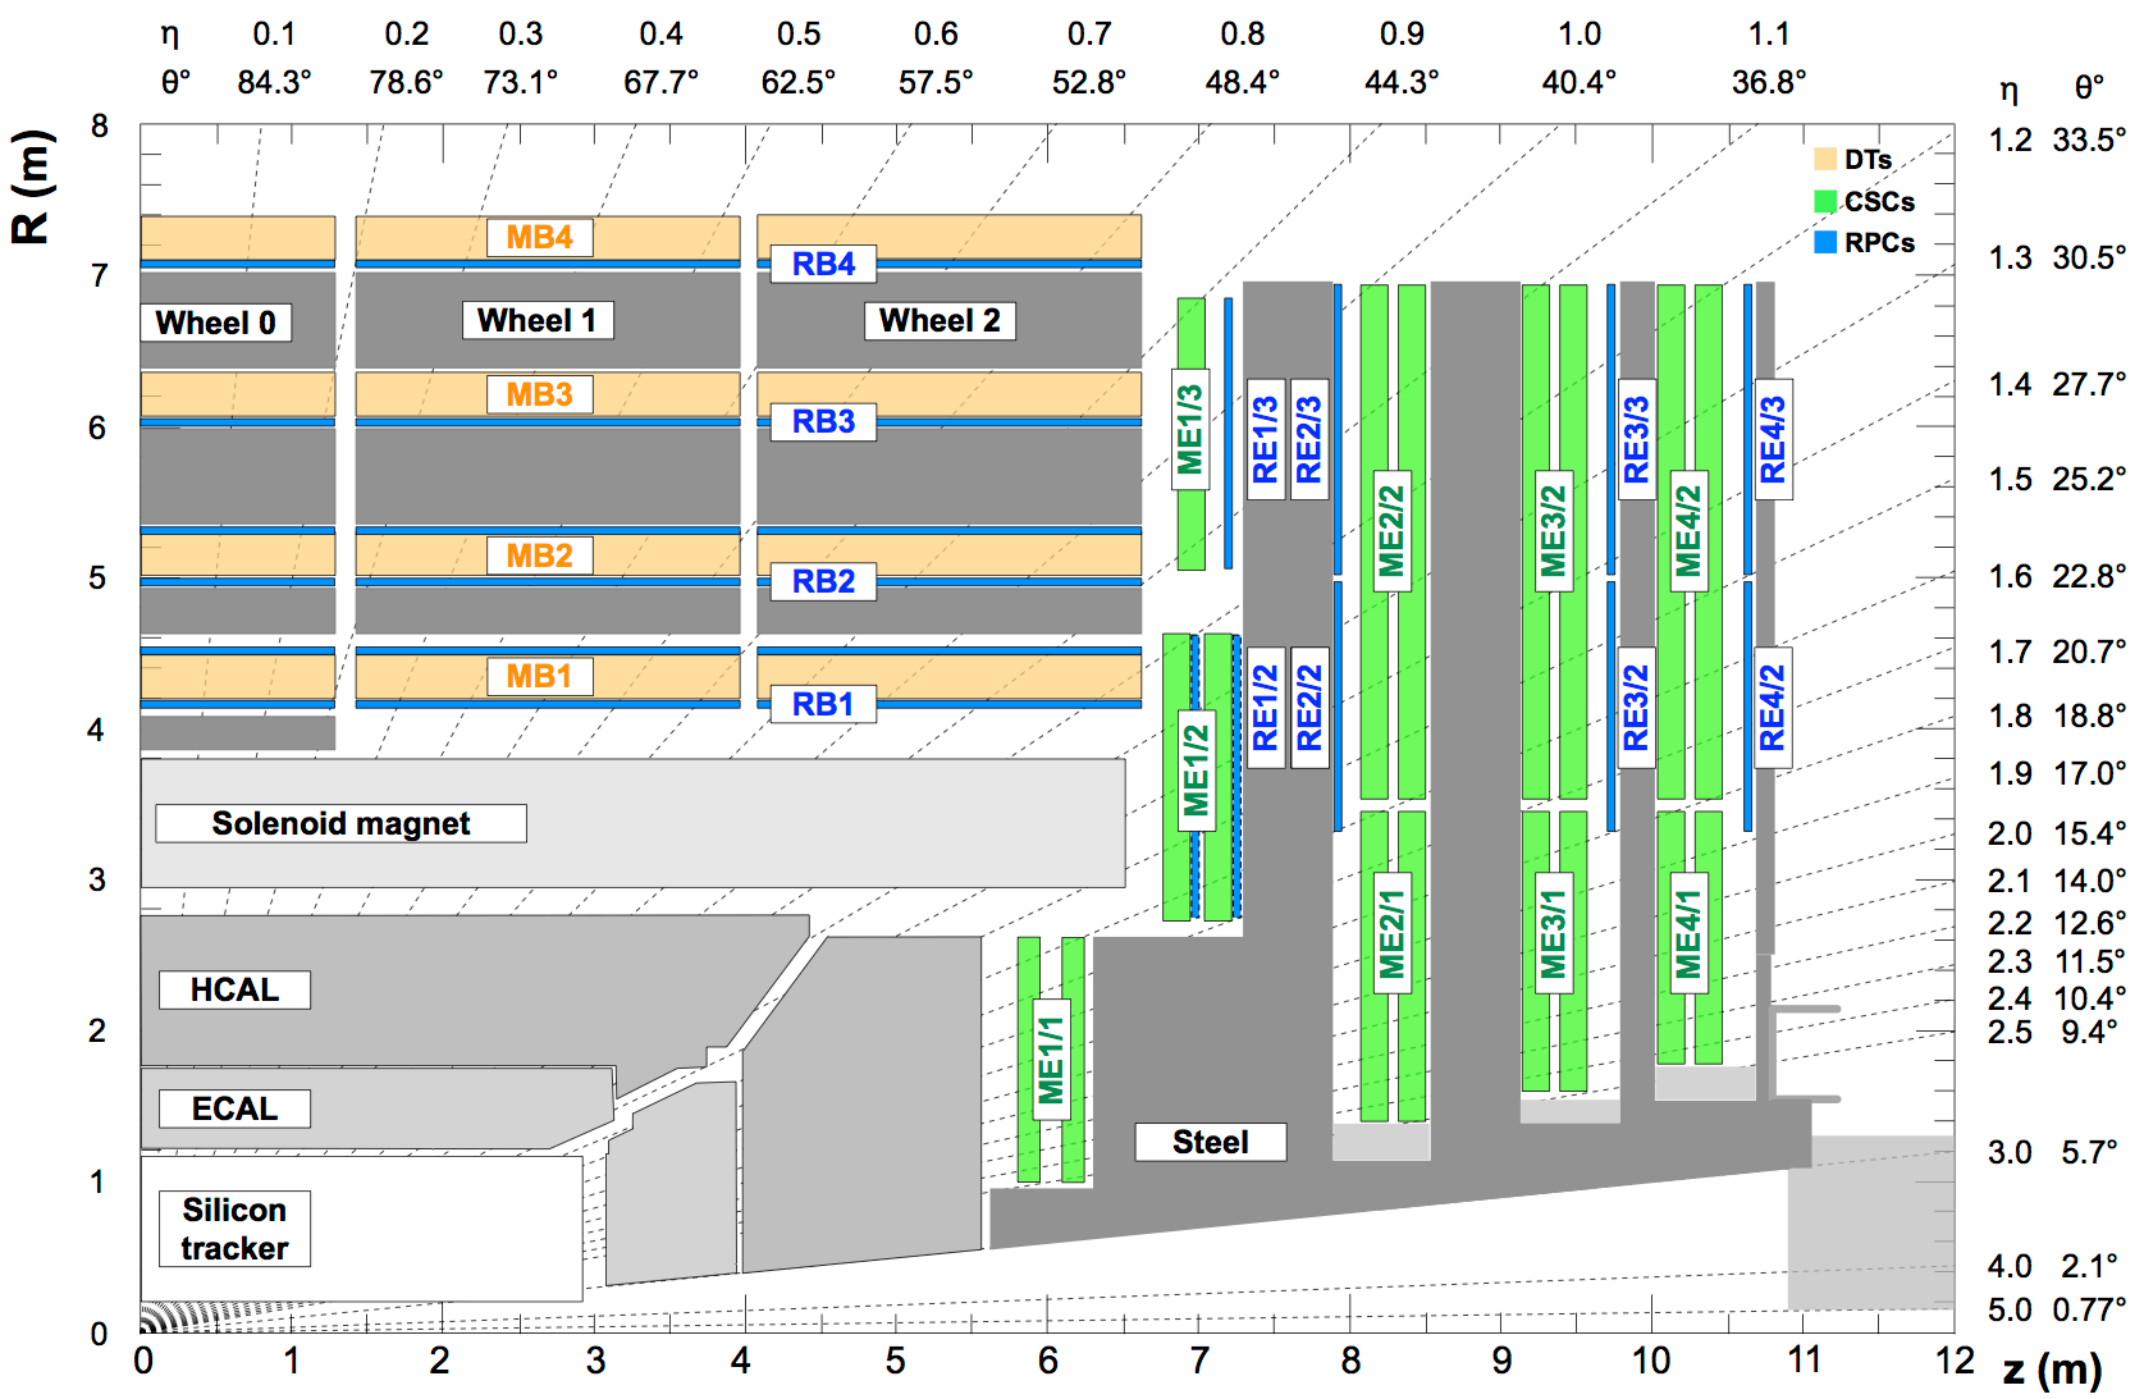 η 0.1 0.2 0.3 0.4 0.5 0.6 0.7 0.8 0.9 1.0 1.1
θ° 84.3° 78.6° 73.1° 67.7° 62.5° 57.5° 52.8° 48.4° 44.3° 40.4° 36.8°
η θ°
1.2 33.5°
1.3 30.5°
1.4 27.7°
1.5 25.2°
1.6 22.8°
1.7 20.7°
1.8 18.8°
1.9 17.0°
2.0 15.4°
2.1 14.0°
2.2 12.6°
2.3 11.5°
2.4 10.4°
2.5 9.4°
3.0 5.7°
4.0 2.1°
5.0 0.77°
R (m)
8
7
6
5
4
3
2
1
0
DTs
CSCs
RPCs
MB4
RB4
Wheel 0
Wheel 1
Wheel 2
MB3
RB3
MB2
RB2
MB1
RB1
Solenoid magnet
HCAL
ECAL
Silicon
tracker
Steel
ME1/3
RE1/3
RE2/3
ME2/2
ME3/2
RE3/3
ME4/2
RE4/3
ME1/2
RE1/2
RE2/2
RE3/2
RE4/2
ME1/1
ME2/1
ME3/1
ME4/1
0 1 2 3 4 5 6 7 8 9 10 11 12
z (m)